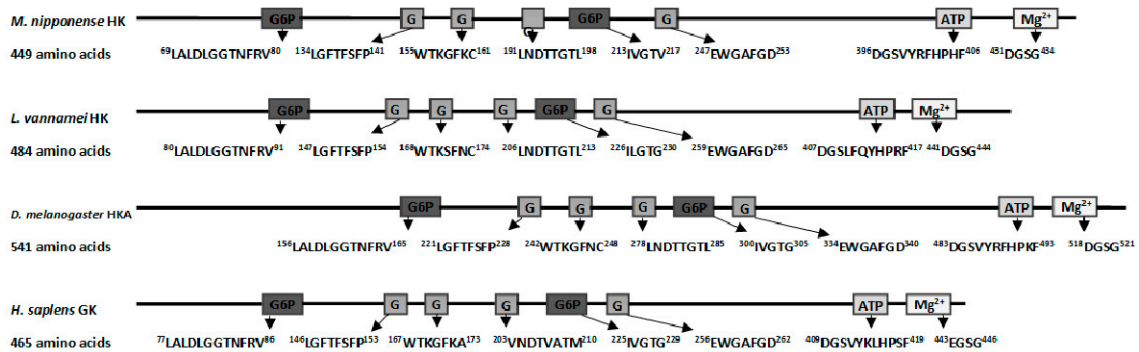 M. nipponense HK G6P G G G G6P G ATP Mg2+
449 amino acids 69LALDLGGTNFRV80 134LGFTFSFP141 155WTKGFKC161 191LNDTTGTL198 213IVGTV217 247EWGAFGD253 396DGSVYRFHPHF406 431DGSG434
L. vannamei HK G6P G G G G6P G ATP Mg2+
484 amino acids 80LALDLGGTNFRV91 147LGFTFSFP154 168WTKSFNC174 206LNDTTGTL213 226ILGTG230 259EWGAFGD265 407DGSLFQYHPRF417 441DGSG444
D. melanogaster HKA G6P G G G G6P G ATP Mg2+
541 amino acids 156LALDLGGTNFRV165 221LGFTFSFP228 242WTKGFNC248 278LNDTTGTL285 300IVGTG305 334EWGAFGD340 483DGSVYRFHPKF493 518DGSG521
H. sapiens GK G6P G G G G6P G ATP Mg2+
465 amino acids 77LALDLGGTNFRV86 146LGFTFSFP153 167WTKGFKA173 203VNDTVATM210 225IVGTG229 256EWGAFGD262 409DGSVYKLHPSF419 443EGSG446